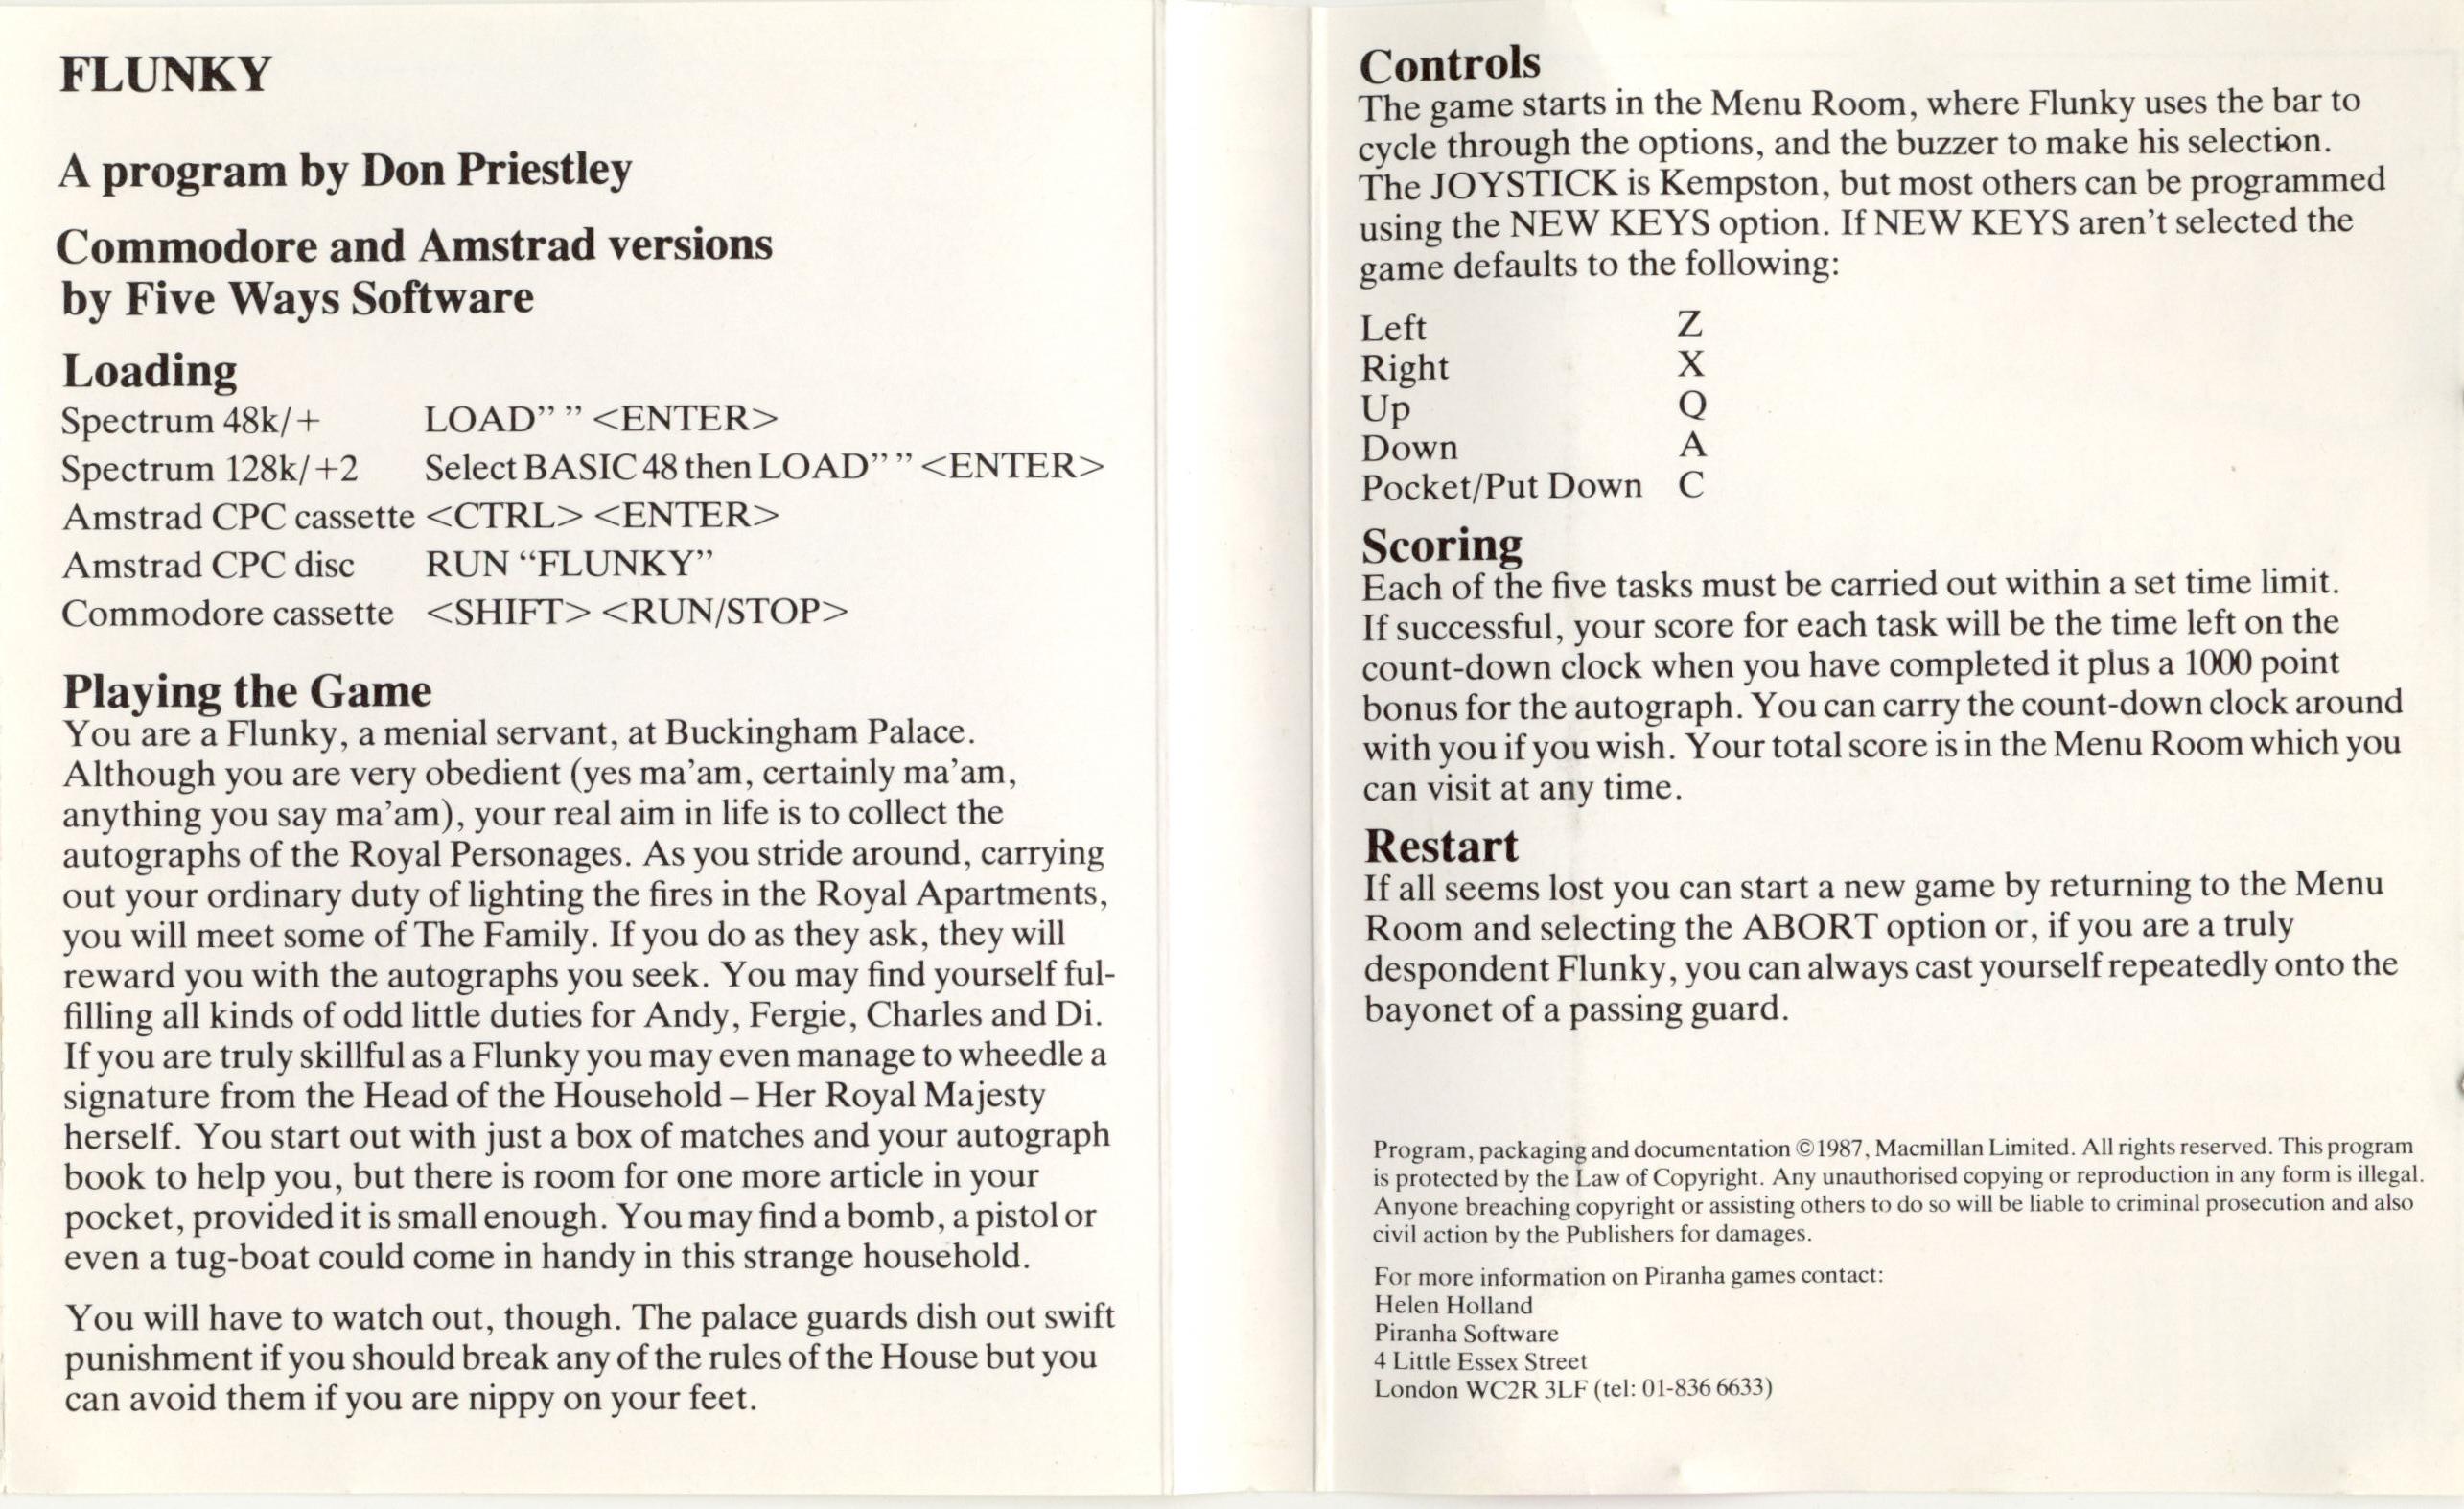 FLUNKY
A program by Don Priestley
Commodore and Amstrad versions
by Five Ways Software
Loading
Spectrum 48k/+ LOAD” ” <ENTER>
Spectrum 128k/+2 Select BASIC 48 then LOAD” ” <ENTER>
Amstrad CPC cassette <CTRL> <ENTER>
Amstrad CPC disc RUN “FLUNKY”
Commodore cassette <SHIFT> <RUN/STOP>
Playing the Game
You are a Flunky, a menial servant, at Buckingham Palace.
Although you are very obedient (yes ma’am, certainly ma’am,
anything you say ma’am), your real aim in life is to collect the
autographs of the Royal Personages. As you stride around, carrying
out your ordinary duty of lighting the fires in the Royal Apartments,
you will meet some of The Family. If you do as they ask, they will
reward you with the autographs you seek. You may find yourself ful-
filling all kinds of odd little duties for Andy, Fergie, Charles and Di.
If you are truly skillful as a Flunky you may even manage to wheedle a
signature from the Head of the Household – Her Royal Majesty
herself. You start out with just a box of matches and your autograph
book to help you, but there is room for one more article in your
pocket, provided it is small enough. You may find a bomb, a pistol or
even a tug-boat could come in handy in this strange household.
You will have to watch out, though. The palace guards dish out swift
punishment if you should break any of the rules of the House but you
can avoid them if you are nippy on your feet.
Controls
The game starts in the Menu Room, where Flunky uses the bar to
cycle through the options, and the buzzer to make his selection.
The JOYSTICK is Kempston, but most others can be programmed
using the NEW KEYS option. If NEW KEYS aren’t selected the
game defaults to the following:
Left Z
Right X
Up Q
Down A
Pocket/Put Down C
Scoring
Each of the five tasks must be carried out within a set time limit.
If successful, your score for each task will be the time left on the
count-down clock when you have completed it plus a 1000 point
bonus for the autograph. You can carry the count-down clock around
with you if you wish. Your total score is in the Menu Room which you
can visit at any time.
Restart
If all seems lost you can start a new game by returning to the Menu
Room and selecting the ABORT option or, if you are a truly
despondent Flunky, you can always cast yourself repeatedly onto the
bayonet of a passing guard.
Program, packaging and documentation ©1987, Macmillan Limited. All rights reserved. This program
is protected by the Law of Copyright. Any unauthorised copying or reproduction in any form is illegal.
Anyone breaching copyright or assisting others to do so will be liable to criminal prosecution and also
civil action by the Publishers for damages.
For more information on Piranha games contact:
Helen Holland
Piranha Software
4 Little Essex Street
London WC2R 3LF (tel: 01-836 6633)